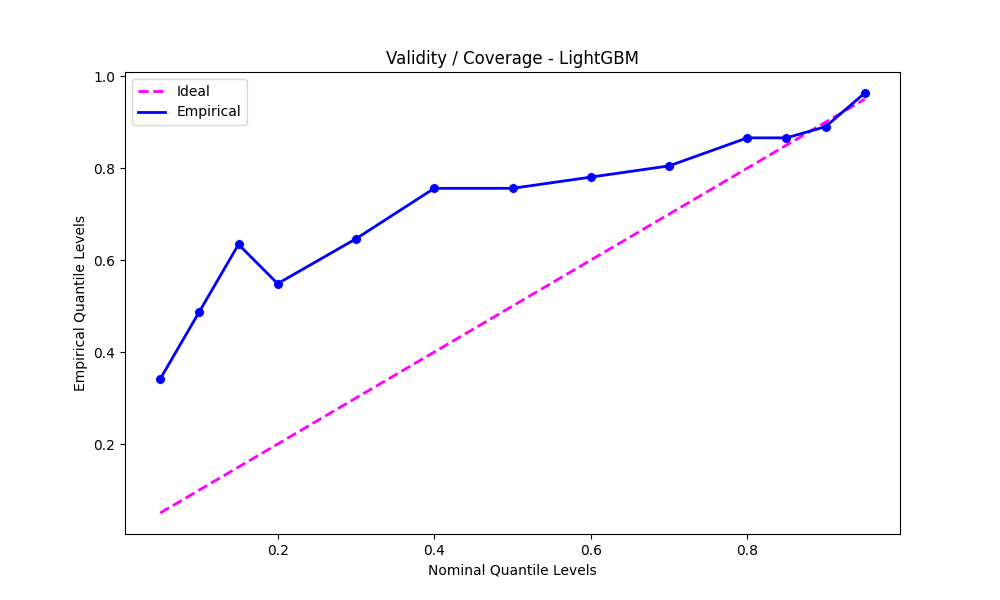 Validity / Coverage - LightGBM
Ideal
Empirical
1.0
0.8
0.6
0.4
0.2
Empirical Quantile Levels
0.2 0.4 0.6 0.8
Nominal Quantile Levels